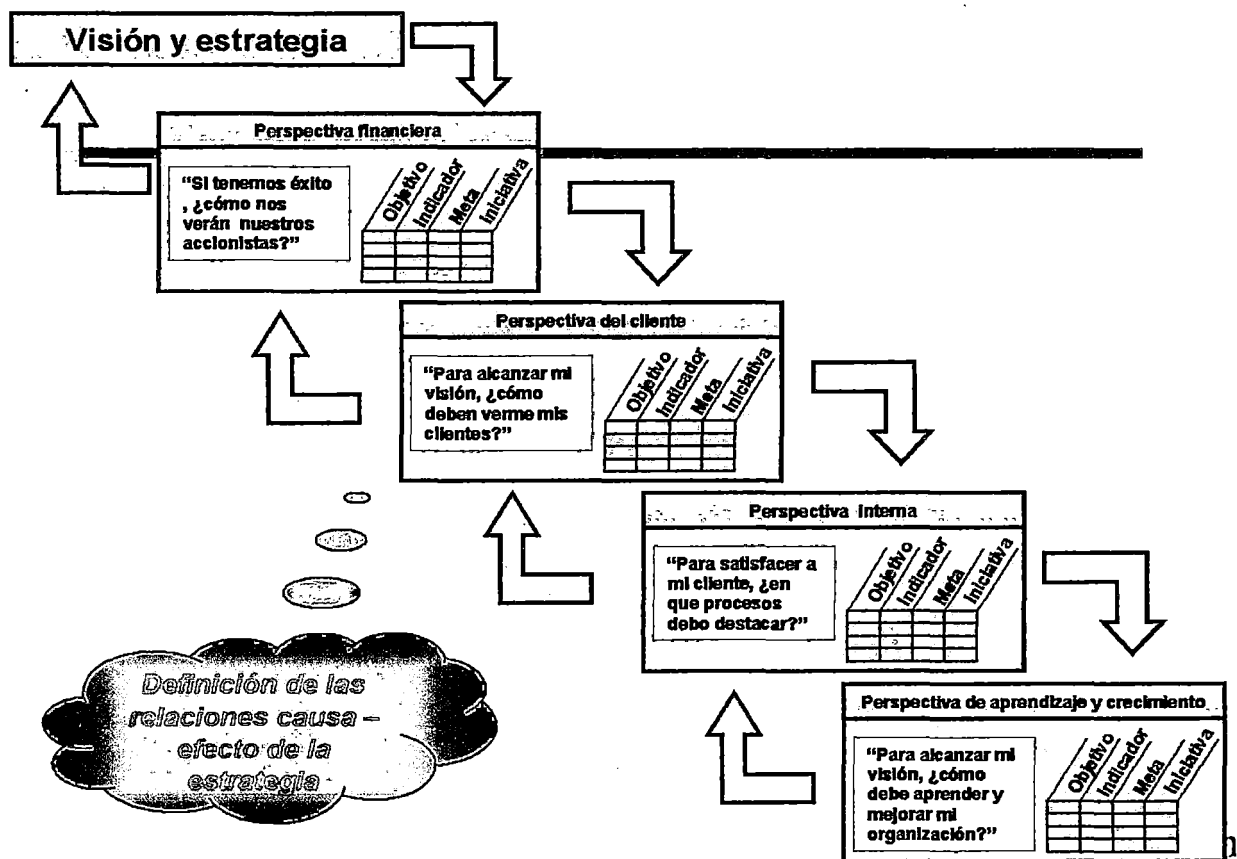 Visión y estrategia
Perspectiva financiera
“Si tenemos éxito
, ¿cómo nos
verán nuestros
accionistas?”
Objetivo
Indicador
Meta
Iniciativa
Perspectiva del cliente
“Para alcanzar mi
visión, ¿cómo
deben verme mis
clientes?”
Objetivo
Indicador
Meta
Iniciativa
Perspectiva Interna
“Para satisfacer a
mi cliente, ¿en
que procesos
debo destacar?”
Objetivo
Indicador
Meta
Iniciativa
Perspectiva de aprendizaje y crecimiento
“Para alcanzar mi
visión, ¿cómo
debe aprender y
mejorar mi
organización?”
Objetivo
Indicador
Meta
Iniciativa
Definición de las
relaciones causa –
efecto de la
estrategia